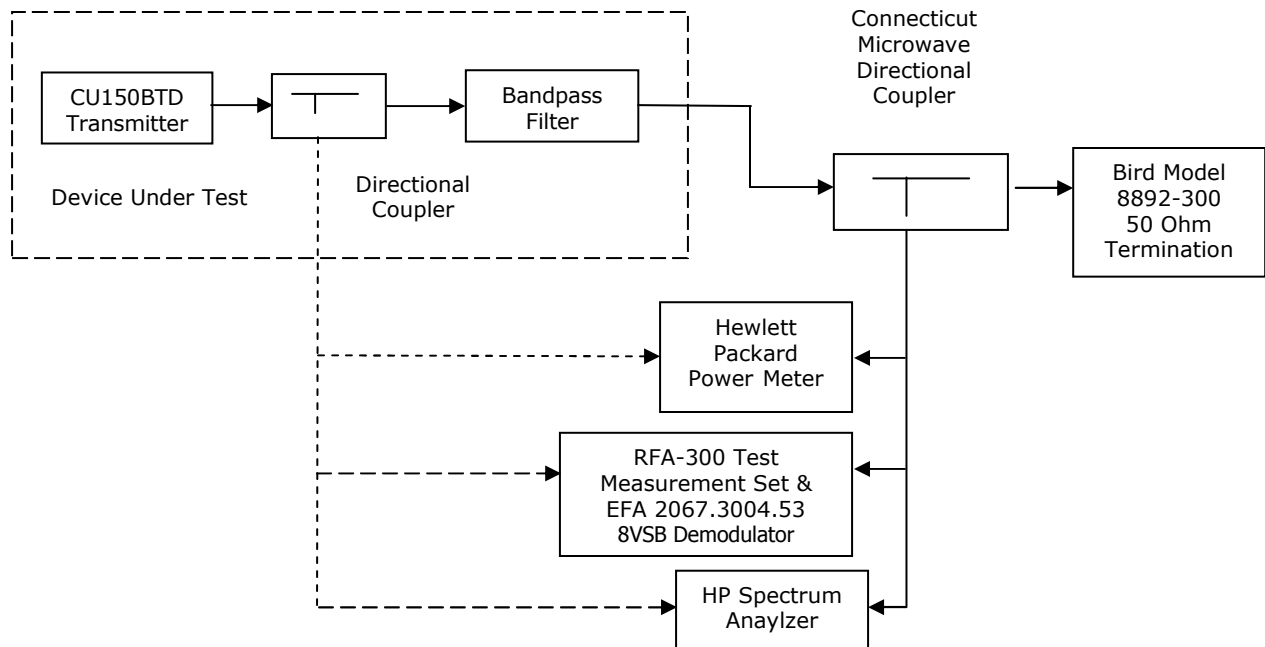 Connecticut
Microwave
Directional
Coupler
CU150BTD
Transmitter
Bandpass
Filter
Device Under Test
Directional
Coupler
Bird Model
8892-300
50 Ohm
Termination
Hewlett
Packard
Power Meter
RFA-300 Test
Measurement Set &
EFA 2067.3004.53
8VSB Demodulator
HP Spectrum
Anaylzer